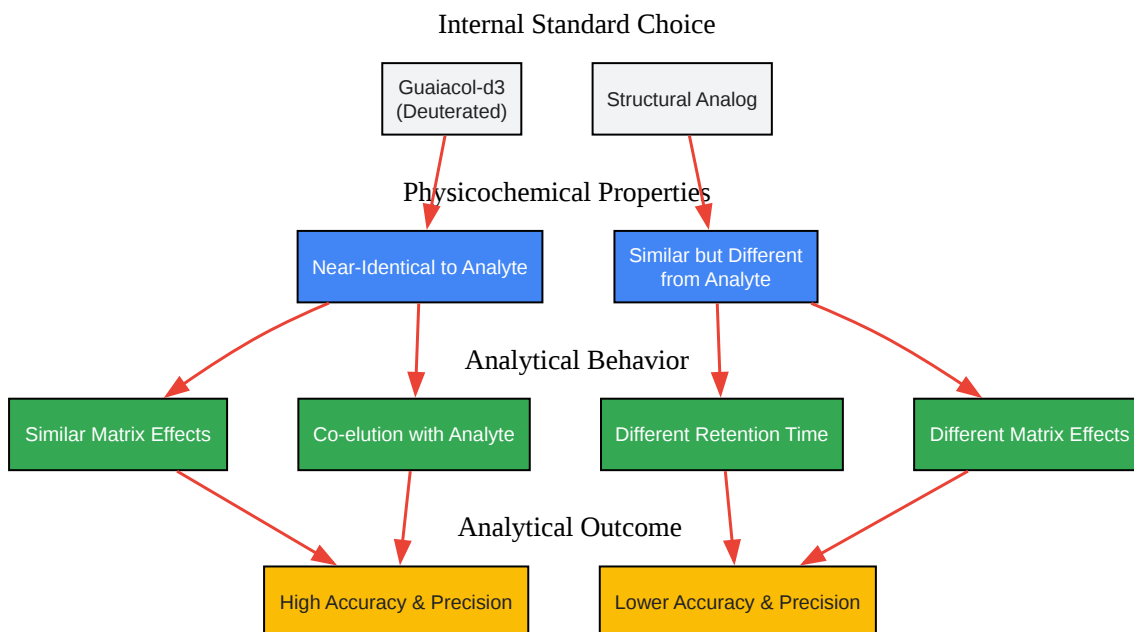 Internal Standard Choice
Guaiacol-d3
(Deuterated)
Structural Analog
Physicochemical Properties
Near-Identical to Analyte
Similar but Different
from Analyte
Analytical Behavior
Similar Matrix Effects
Co-elution with Analyte
Different Retention Time
Different Matrix Effects
Analytical Outcome
High Accuracy & Precision
Lower Accuracy & Precision